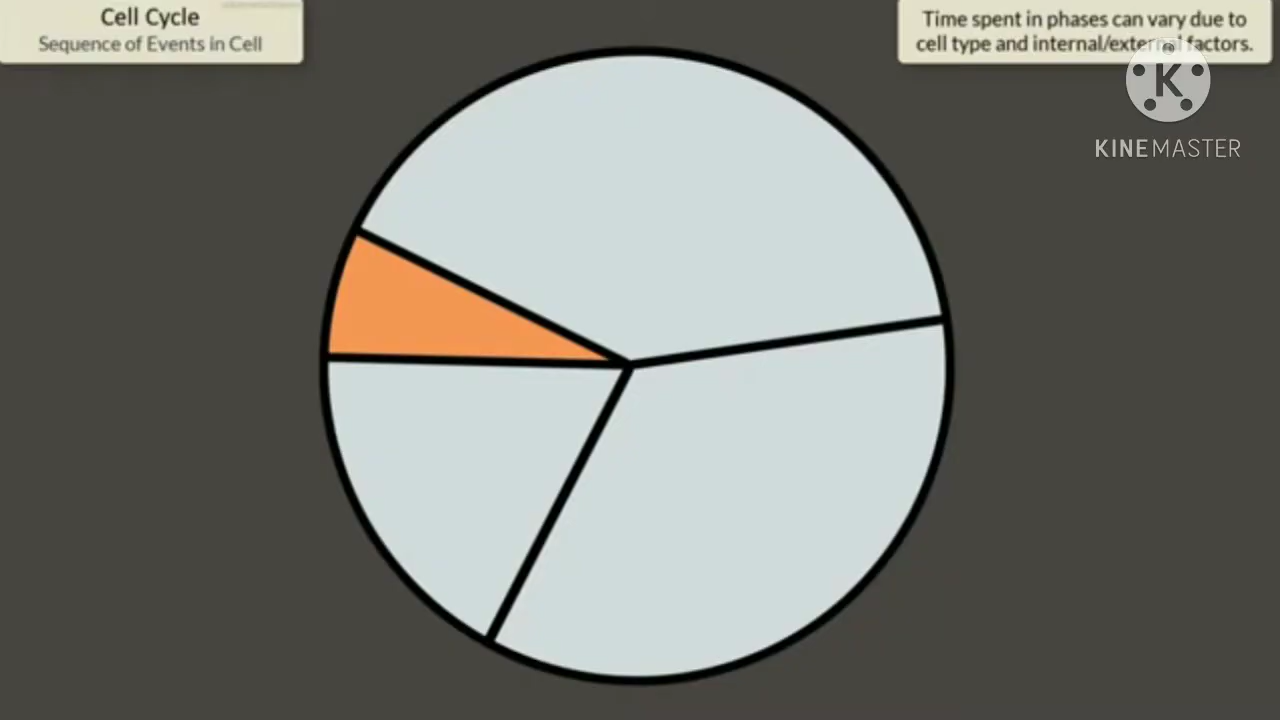 Cell Cycle
Sequence of Events in Cell
Time spent in phases can vary due to
cell type and internal/external factors.
K
KINEMASTER